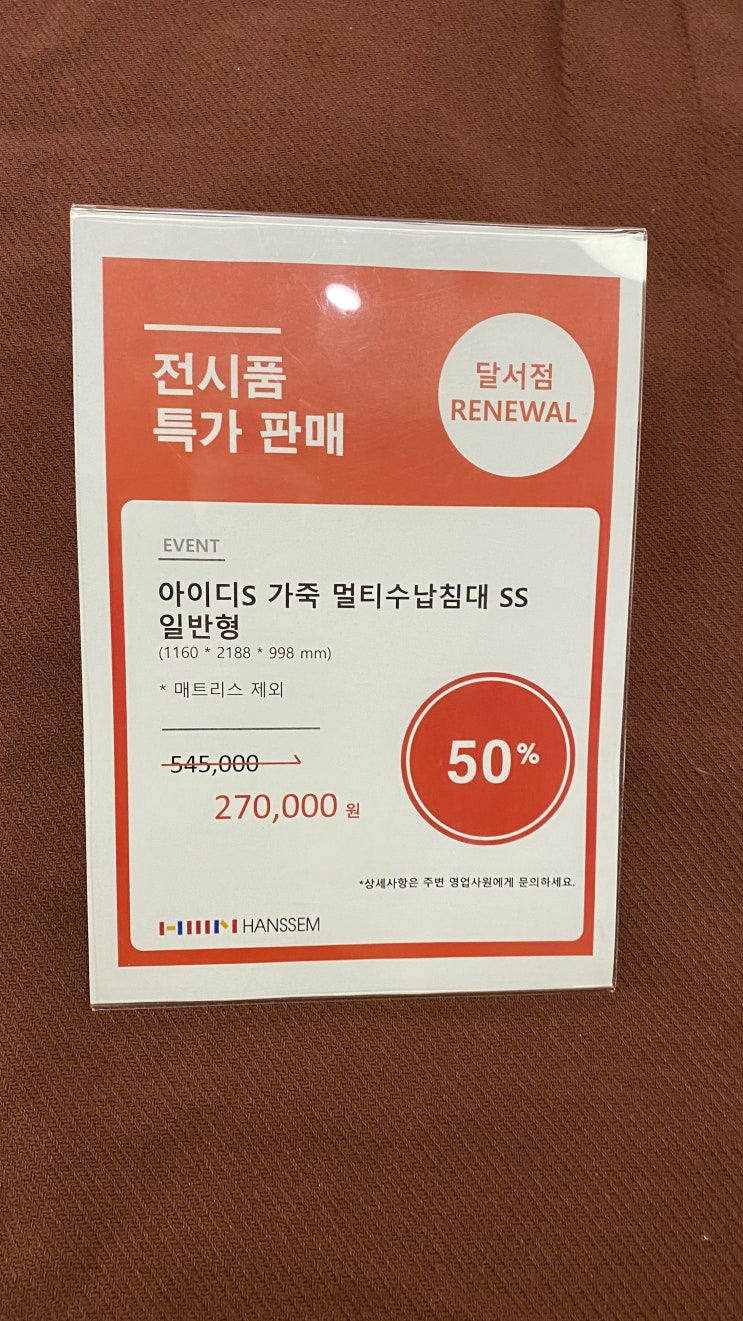 전시품
특가 판매
달서점
RENEWAL
EVENT
아이디S 가죽 멀티수납침대 SS
일반형
(1160 * 2188 * 998 mm)
* 매트리스 제외
545,000
270,000 원
50%
*상세사항은 주변 영업사원에게 문의하세요.
HANSSEM